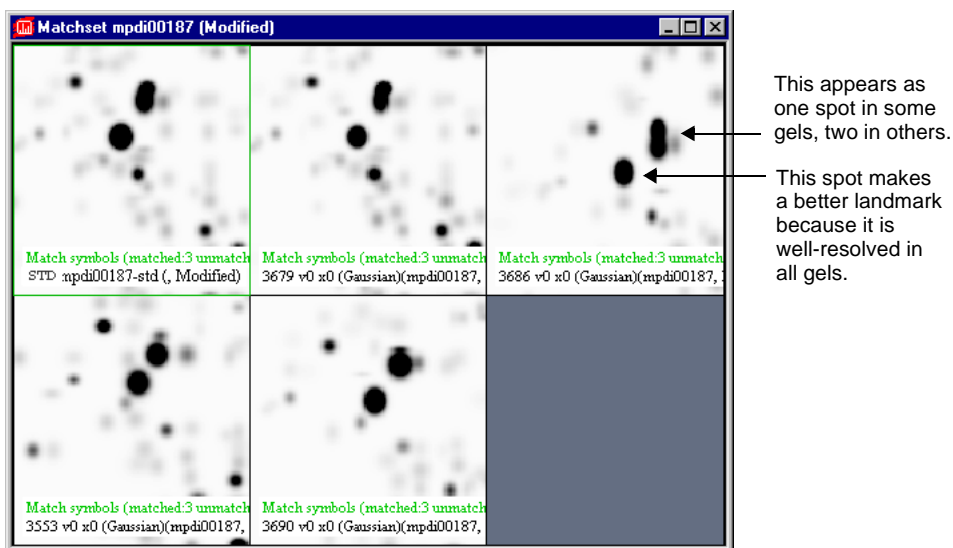 Matchset mpdi00187 (Modified)
Match symbols (matched:3 unmatch
STD :mpdi00187-std (, Modified)
Match symbols (matched:3 unmatch
3679 v0 x0 (Gaussian)(mpdi00187,
Match symbols (matched:3 unmatch
3686 v0 x0 (Gaussian)(mpdi00187,
This appears as
one spot in some
gels, two in others.
This spot makes
a better landmark
because it is
well-resolved in
all gels.
Match symbols (matched:3 unmatch
3553 v0 x0 (Gaussian)(mpdi00187,
Match symbols (matched:3 unmatch
3690 v0 x0 (Gaussian)(mpdi00187,